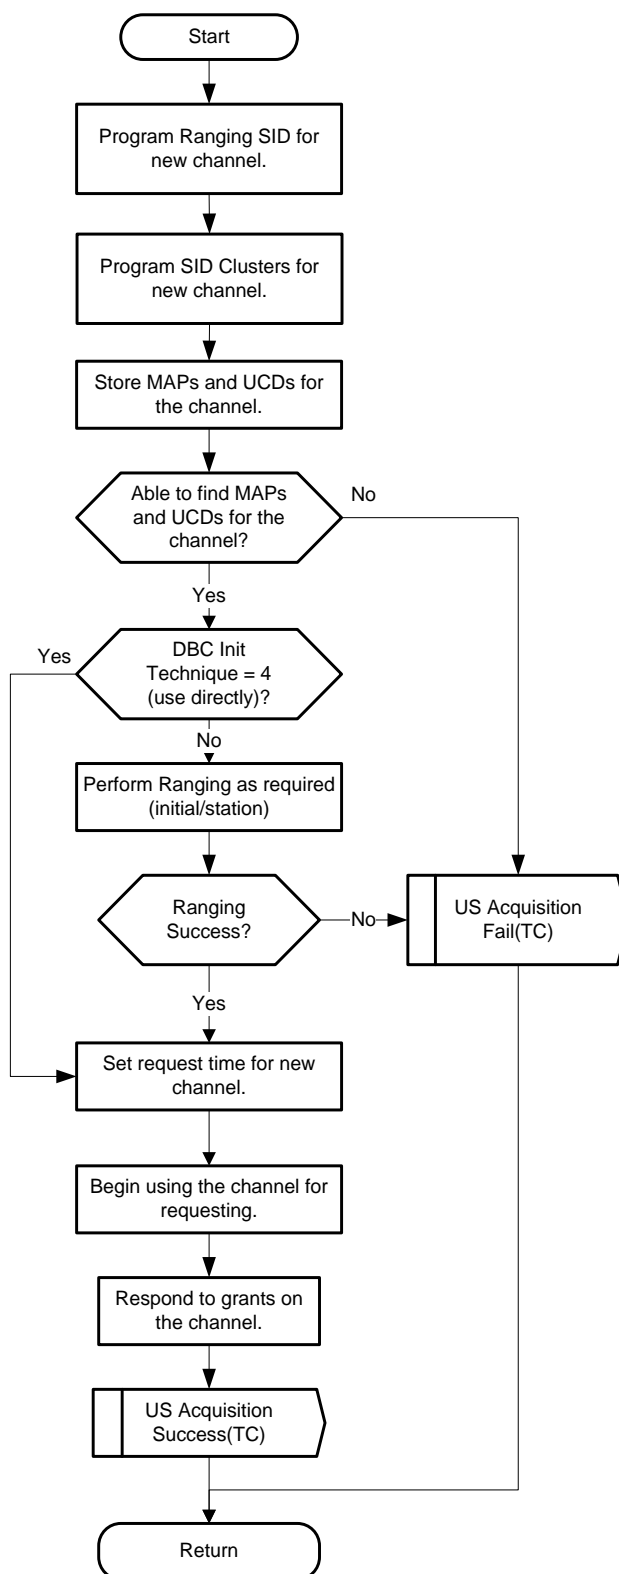 Start
Program Ranging SID for
new channel.
Program SID Clusters for
new channel.
Store MAPs and UCDs for
the channel.
Able to find MAPs
and UCDs for the
channel?
No
Yes
DBC Init
Technique = 4
(use directly)?
Yes
No
Perform Ranging as required
(initial/station)
Ranging
Success?
No
US Acquisition
Fail(TC)
Yes
Set request time for new
channel.
Begin using the channel for
requesting.
Respond to grants on
the channel.
US Acquisition
Success(TC)
Return